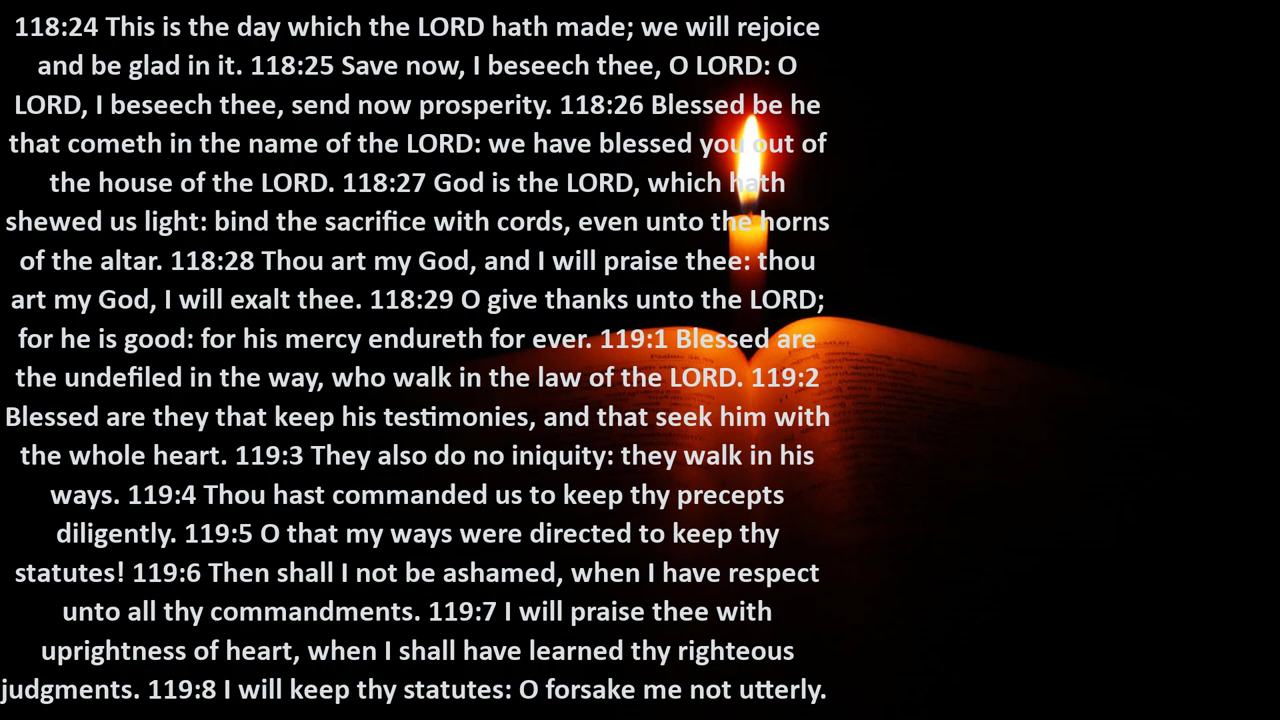 118:24 This is the day which the LORD hath made; we will rejoice
and be glad in it. 118:25 Save now, I beseech thee, O LORD: O
LORD, I beseech thee, send now prosperity. 118:26 Blessed be he
that cometh in the name of the LORD: we have blessed you out of
the house of the LORD. 118:27 God is the LORD, which hath
shewed us light: bind the sacrifice with cords, even unto the horns
of the altar. 118:28 Thou art my God, and I will praise thee: thou
art my God, I will exalt thee. 118:29 O give thanks unto the LORD;
for he is good: for his mercy endureth for ever. 119:1 Blessed are
the undefiled in the way, who walk in the law of the LORD. 119:2
Blessed are they that keep his testimonies, and that seek him with
the whole heart. 119:3 They also do no iniquity: they walk in his
ways. 119:4 Thou hast commanded us to keep thy precepts
diligently. 119:5 O that my ways were directed to keep thy
statutes! 119:6 Then shall I not be ashamed, when I have respect
unto all thy commandments. 119:7 I will praise thee with
uprightness of heart, when I shall have learned thy righteous
judgments. 119:8 I will keep thy statutes: O forsake me not utterly.